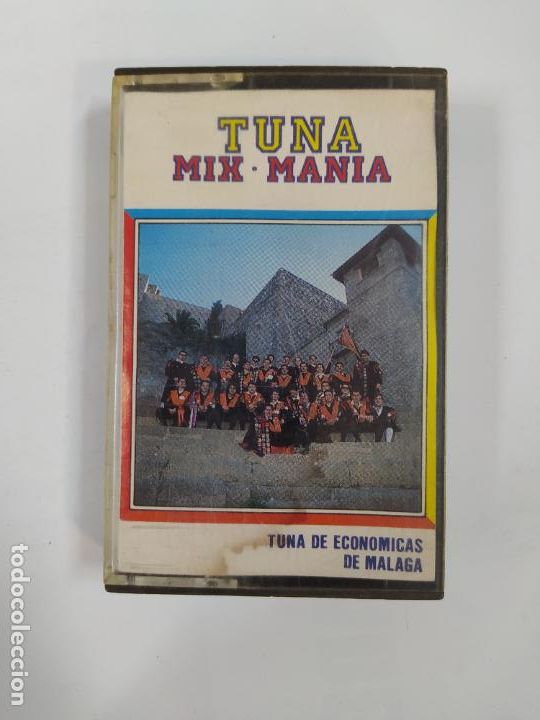 TUNA
MIX·MANIA
TUNA DE ECONOMICAS
DE MALAGA
todocoleccion